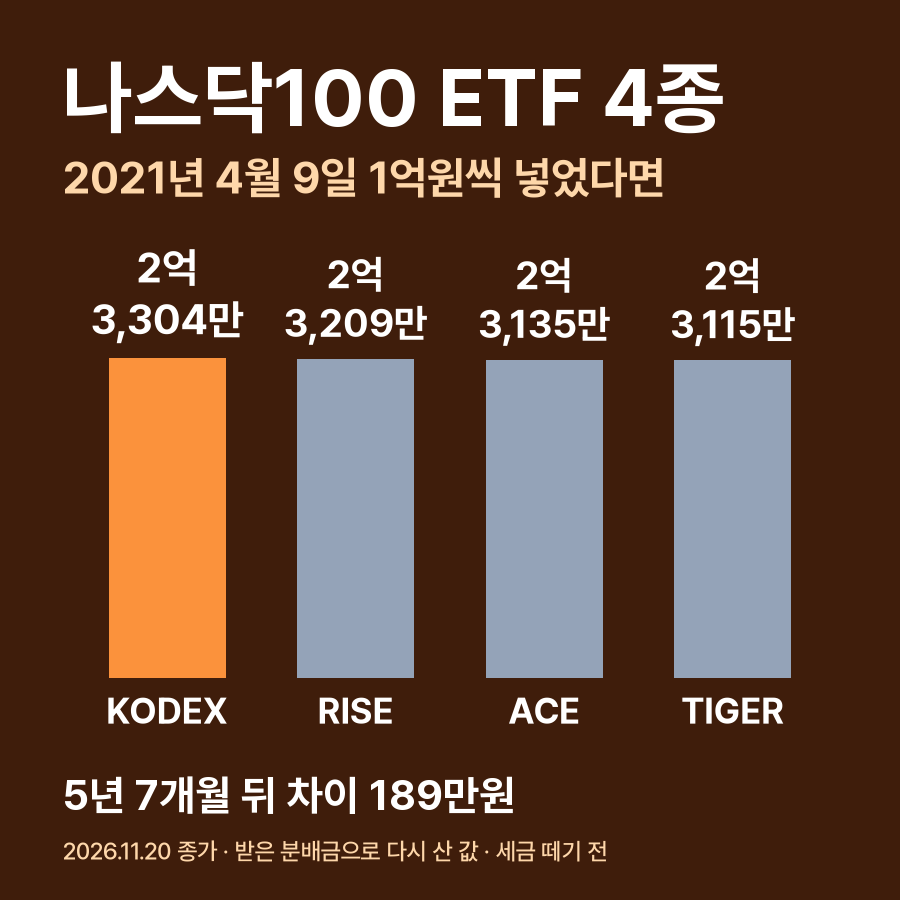 나스닥100 ETF 4종
2021년 4월 9일 1억원씩 넣었다면
2억
3,304만
2억
3,209만
2억
3,135만
2억
3,115만
KODEX
RISE
ACE
TIGER
5년 7개월 뒤 차이 189만원
2026.11.20 종가 · 받은 분배금으로 다시 산 값 · 세금 떼기 전